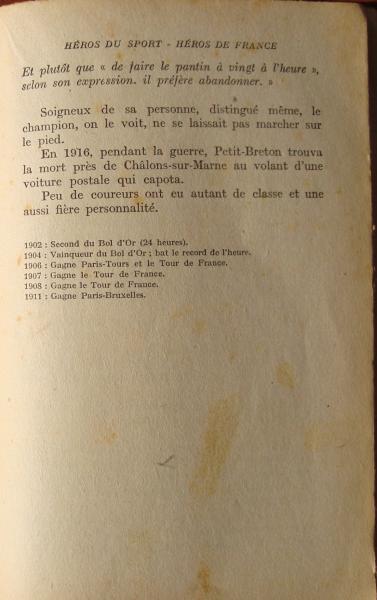 HÉROS DU SPORT - HÉROS DE FRANCE
Et plutôt que « de faire le pantin à vingt à l'heure »,
selon son expression. il préfère abandonner. »
Soigneux de sa personne, distingué même, le
champion, on le voit, ne se laissait pas marcher sur
le pied.
En 1916, pendant la guerre, Petit-Breton trouva
la mort près de Châlons-sur-Marne au volant d'une
voiture postale qui capota.
Peu de coureurs ont eu autant de classe et une
aussi fière personnalité.
1902 : Second du Bol d'Or (24 heures).
1904 : Vainqueur du Bol d'Or ; bat le record de l'heure.
1906 : Gagne Paris-Tours et le Tour de France.
1907 : Gagne le Tour de France.
1908 : Gagne le Tour de France.
1911 : Gagne Paris-Bruxelles.